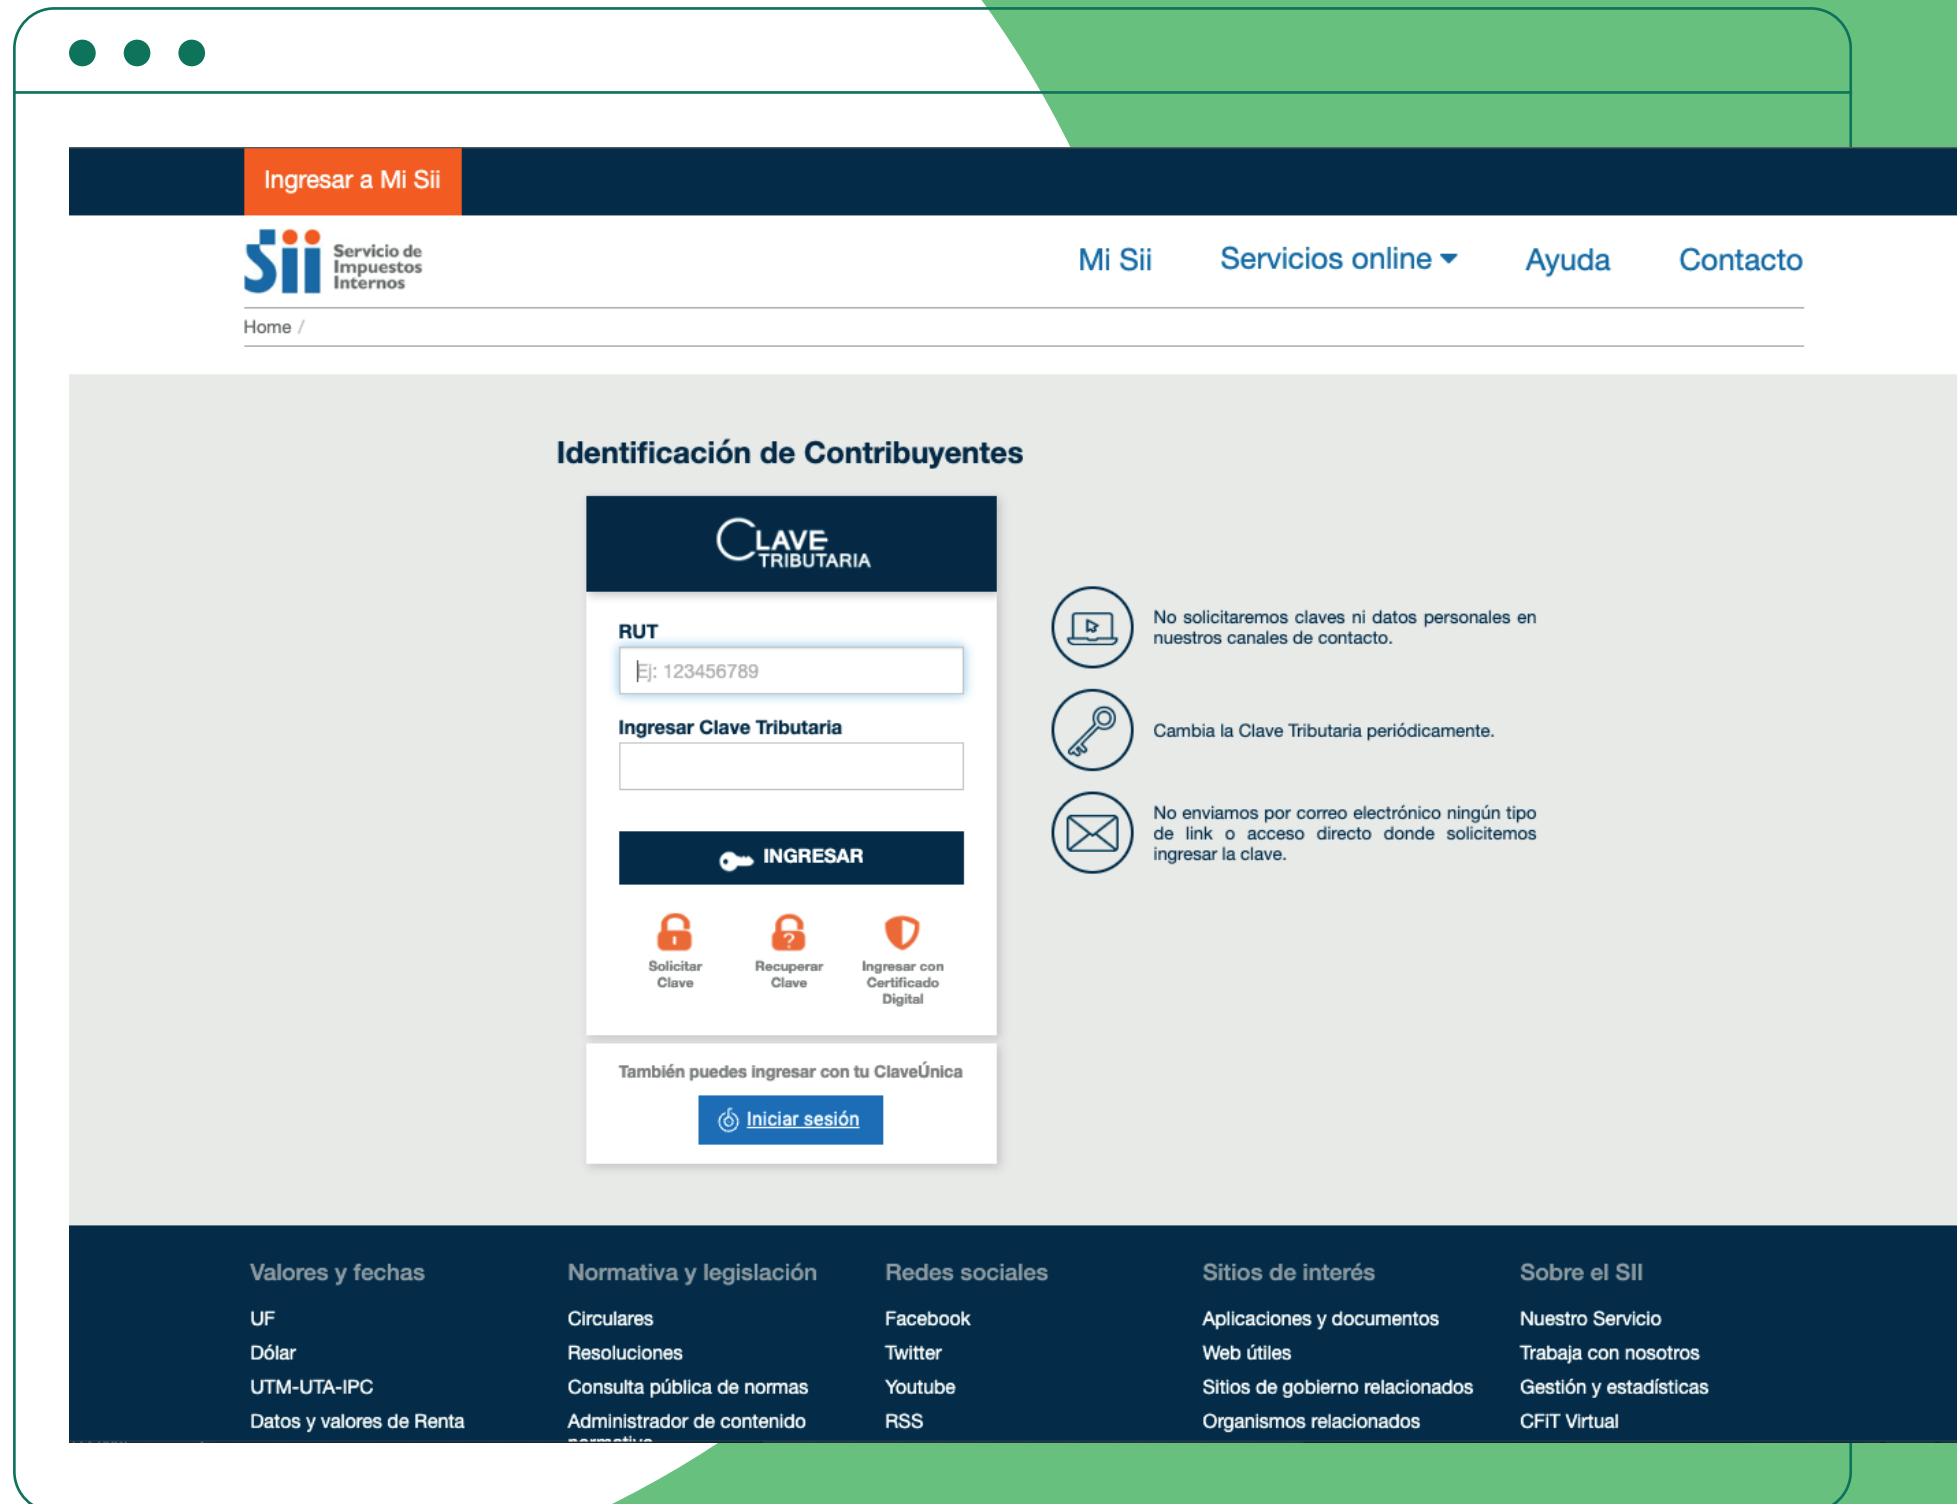 Ingresar a Mi Sii
Sii Servicio de
Impuestos
Internos
Mi Sii Servicios online Ayuda Contacto
Home /
Identificación de Contribuyentes
CLAVE
TRIBUTARIA
RUT
Ej: 123456789
Ingresar Clave Tributaria
INGRESAR
Solicitar
Clave
Recuperar
Clave
Ingresar con
Certificado
Digital
También puedes ingresar con tu ClaveÚnica
Iniciar sesión
No solicitaremos claves ni datos personales en
nuestros canales de contacto.
Cambia la Clave Tributaria periódicamente.
No enviamos por correo electrónico ningún tipo
de link o acceso directo donde solicitemos
ingresar la clave.
Valores y fechas
UF
Dólar
UTM-UTA-IPC
Datos y valores de Renta
Normativa y legislación
Circulares
Resoluciones
Consulta pública de normas
Administrador de contenido
Redes sociales
Facebook
Twitter
Youtube
RSS
Sitios de interés
Aplicaciones y documentos
Web útiles
Sitios de gobierno relacionados
Organismos relacionados
Sobre el SII
Nuestro Servicio
Trabaja con nosotros
Gestión y estadísticas
CFiT Virtual